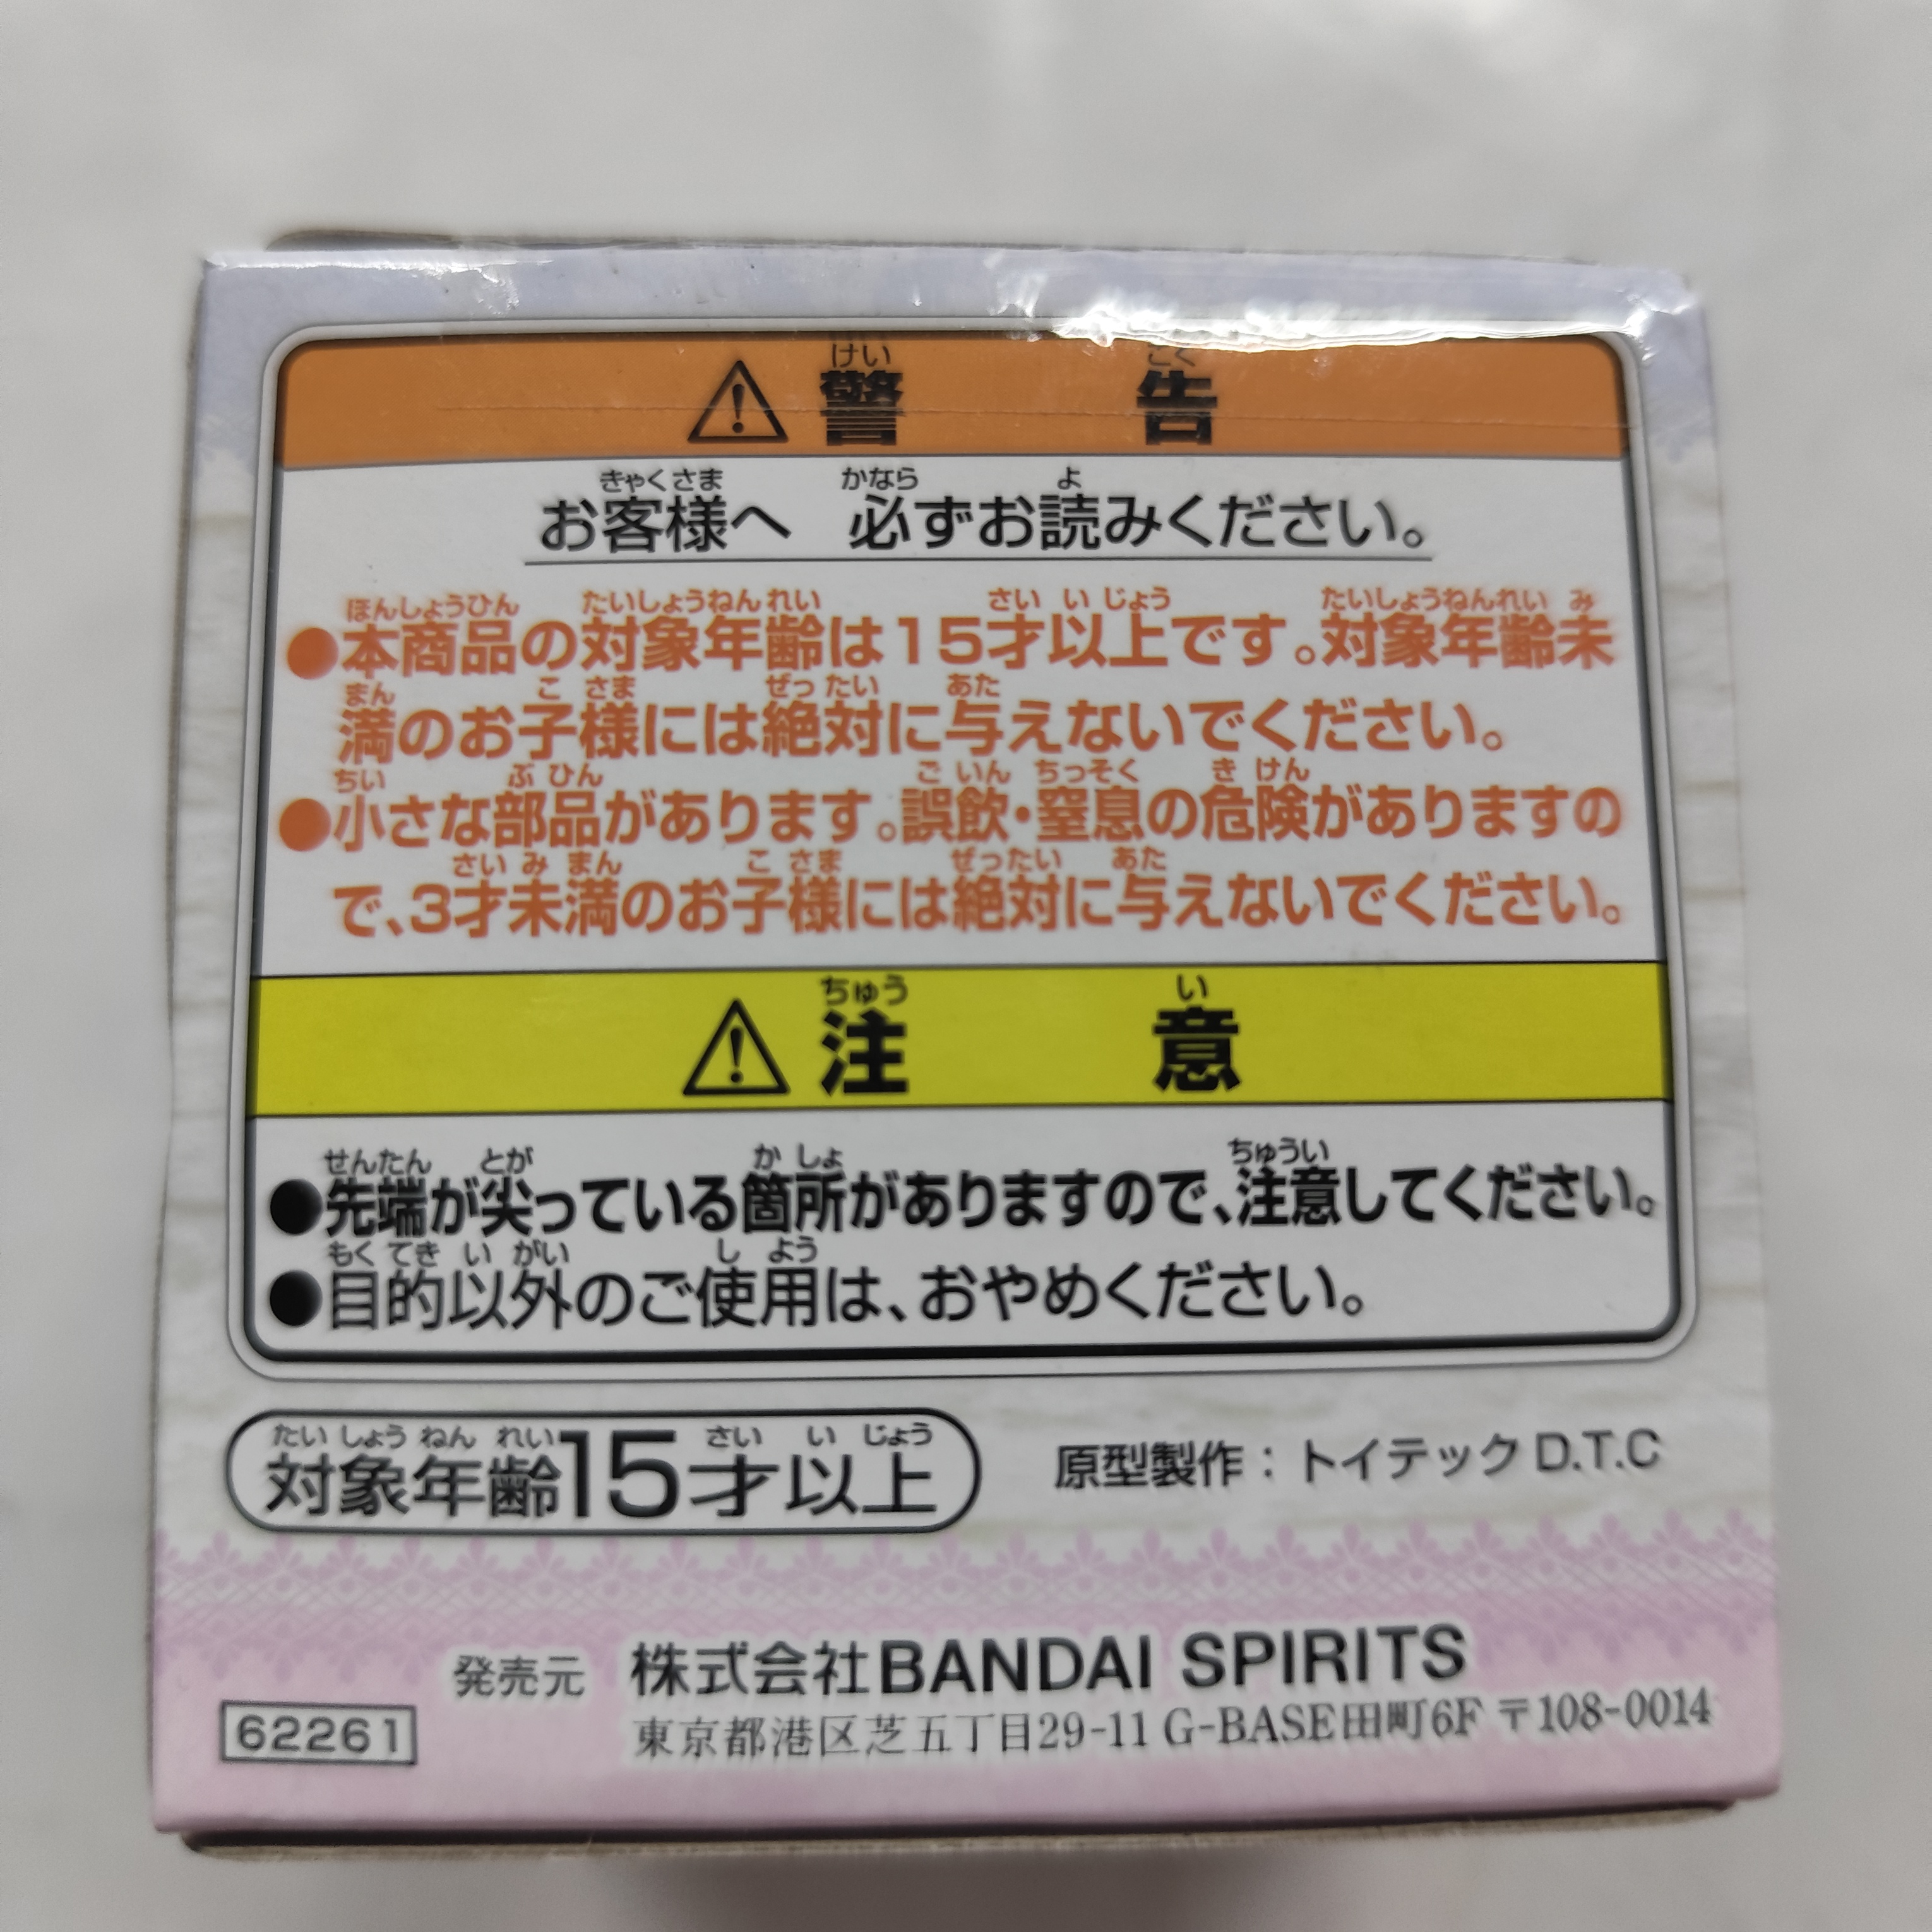 ⚠警告
お客様へ 必ずお読みください。
●本商品の対象年齢は15才以上です。対象年齢未
満のお子様には絶対に与えないでください。
●小さな部品があります。誤飲・窒息の危険がありますの
で、3才未満のお子様には絶対に与えないでください。
⚠注意
●先端が尖っている箇所がありますので、注意してください。
●目的以外のご使用は、おやめください。
対象年齢15才以上
原型製作：トイテックD.T.C
発売元 株式会社BANDAI SPIRITS
東京都港区芝五丁目29-11 G-BASE田町6F 〒108-0014
62261